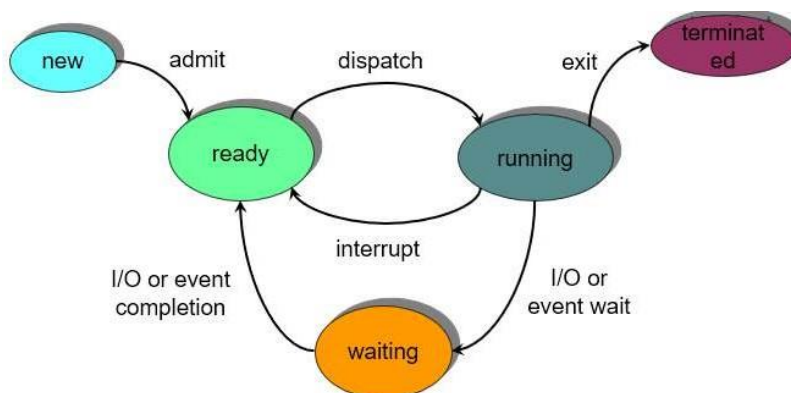 new
admit
dispatch
exit
terminat
ed
ready
running
interrupt
I/O or event
completion
I/O or
event wait
waiting